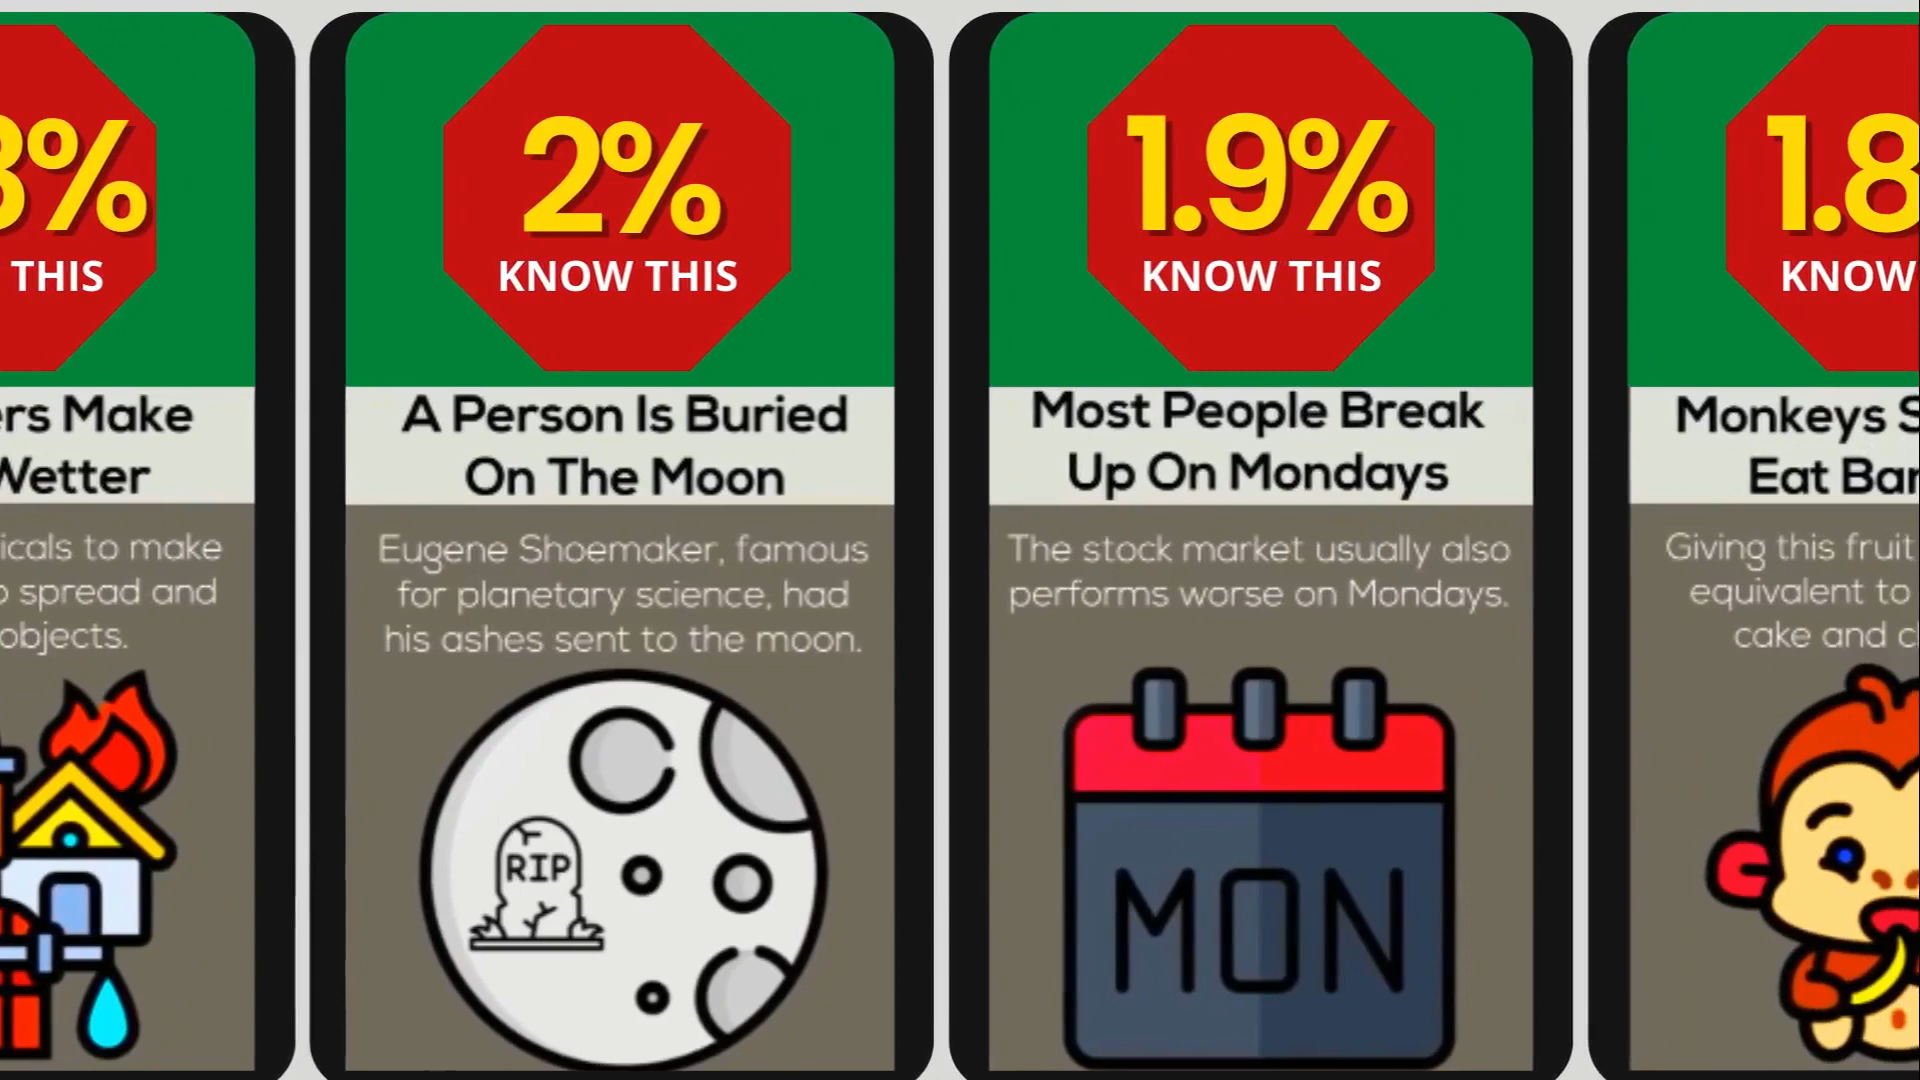 3%
THIS
ers Make
Wetter
icals to make
o spread and
objects.
2%
KNOW THIS
A Person Is Buried
On The Moon
Eugene Shoemaker, famous
for planetary science, had
his ashes sent to the moon.
RIP
1.9%
KNOW THIS
Most People Break
Up On Mondays
The stock market usually also
performs worse on Mondays.
MON
1.8
KNOW
Monkeys S
Eat Ban
Giving this fruit
equivalent to
cake and c